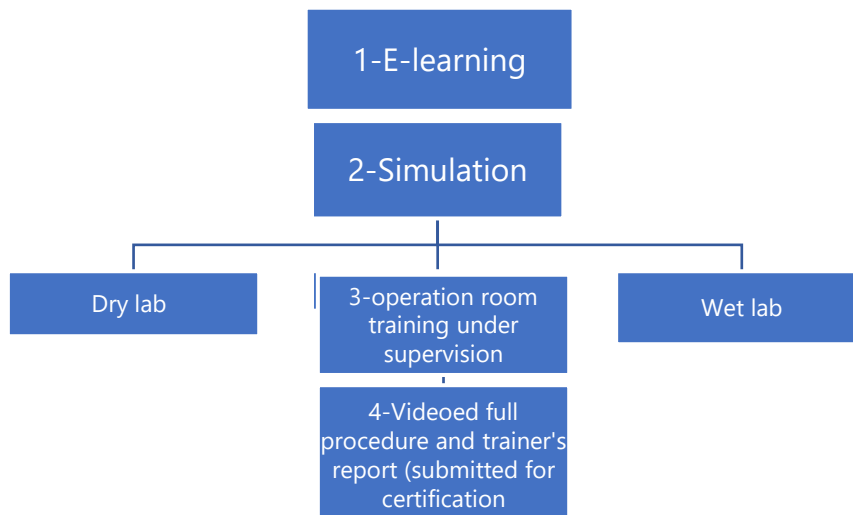 1-E-learning
2-Simulation
Dry lab
3-operation room
training under
supervision
Wet lab
4-Videoed full
procedure and trainer's
report (submitted for
certification